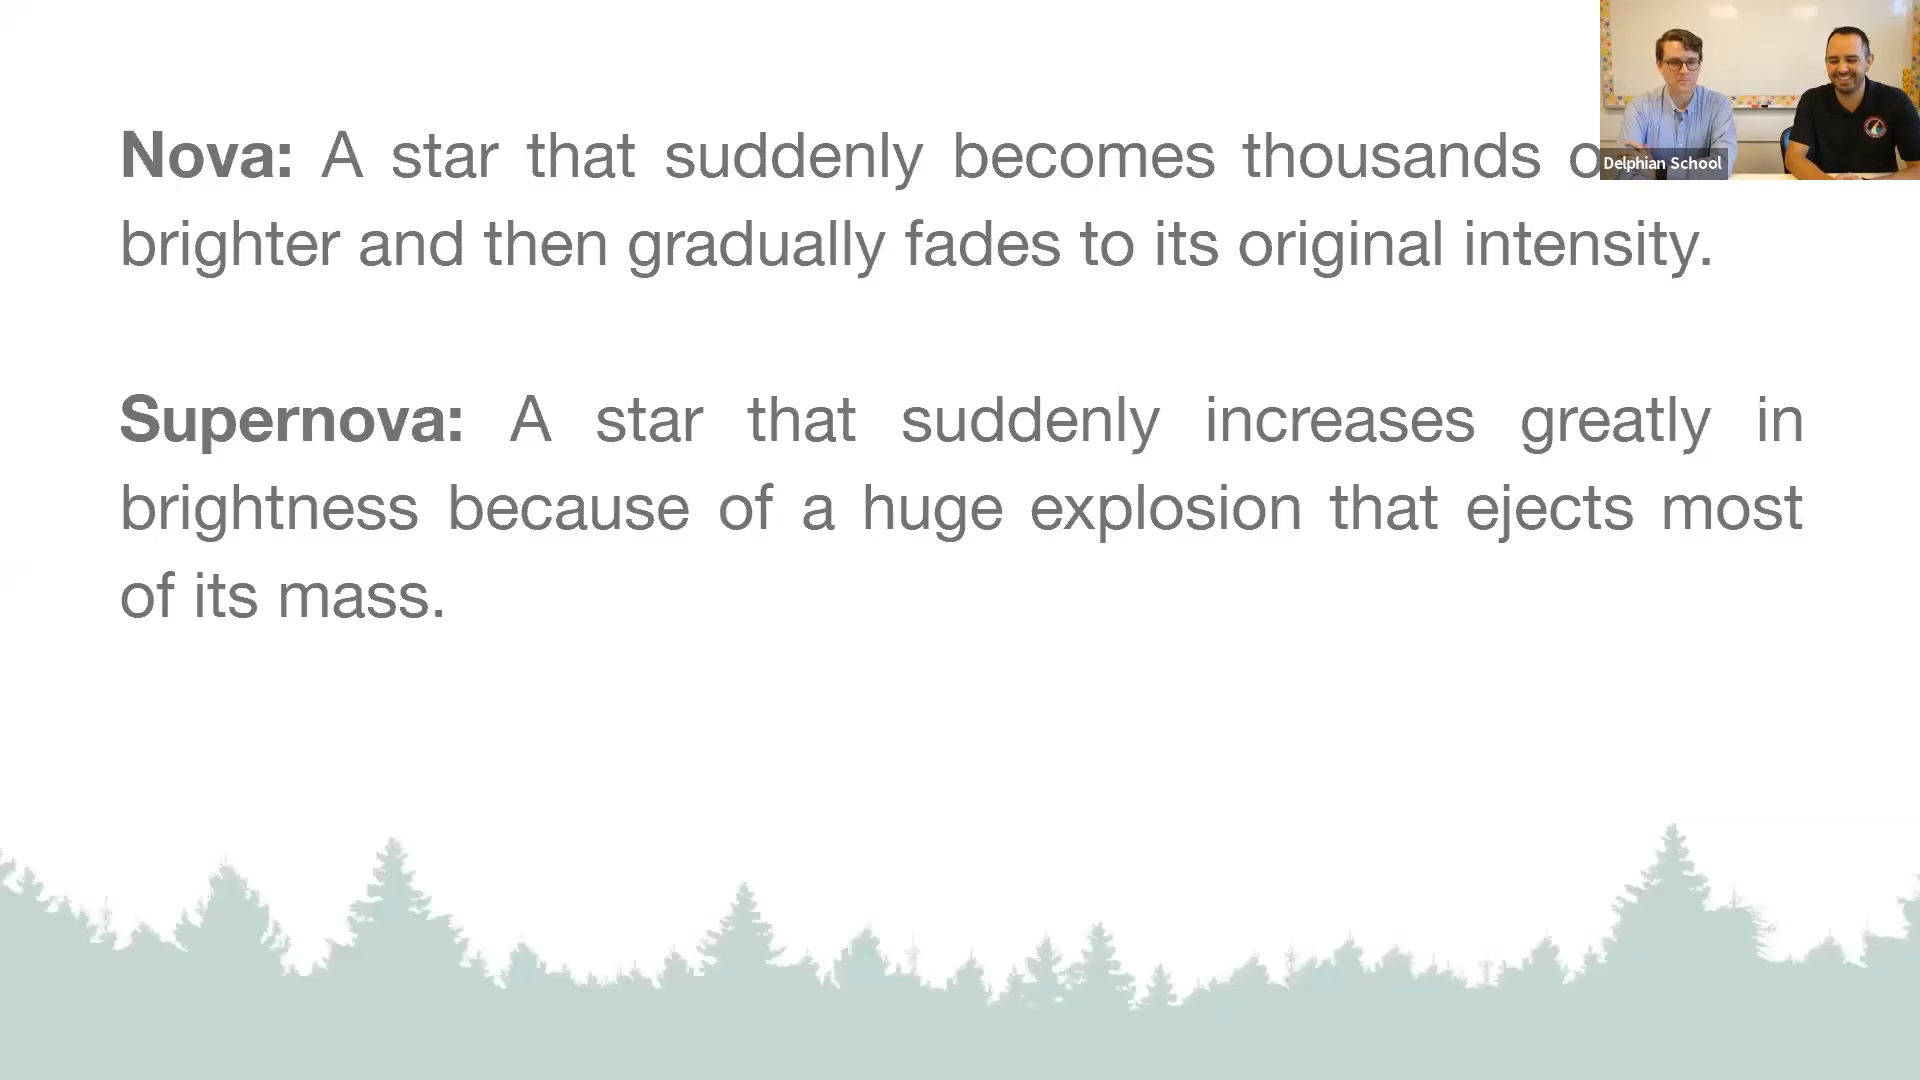 Nova: A star that suddenly becomes thousands
brighter and then gradually fades to its original intensity.
Supernova: A star that suddenly increases greatly in
brightness because of a huge explosion that ejects most
of its mass.
Delphian School